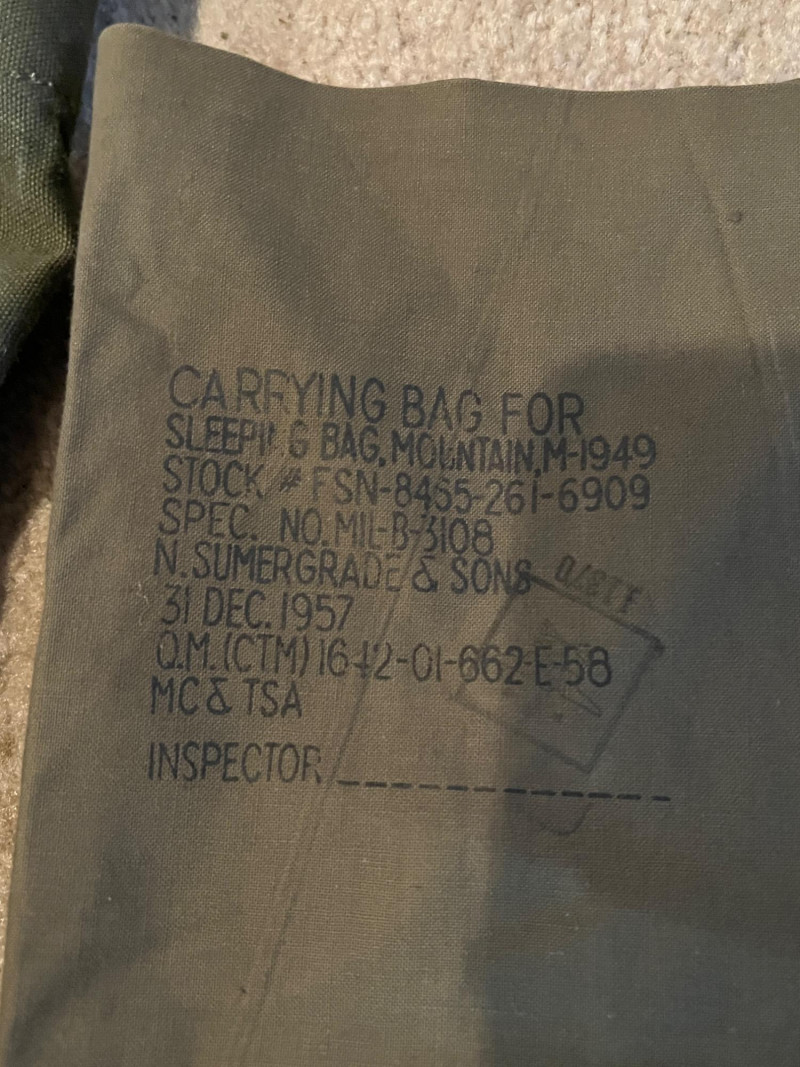 CARRYING BAG FOR
SLEEPING BAG, MOUNTAIN, M-1949
STOCK # FSN-8465-261-6909
SPEC. NO. MIL-B-3108
N. SUMERGRADE & SONS
31 DEC. 1957
Q.M. (CTM) 1642-01-662-E-58
MC & TSA
INSPECTOR _ _ _ _ _ _ _ _ _ _ _ _ _